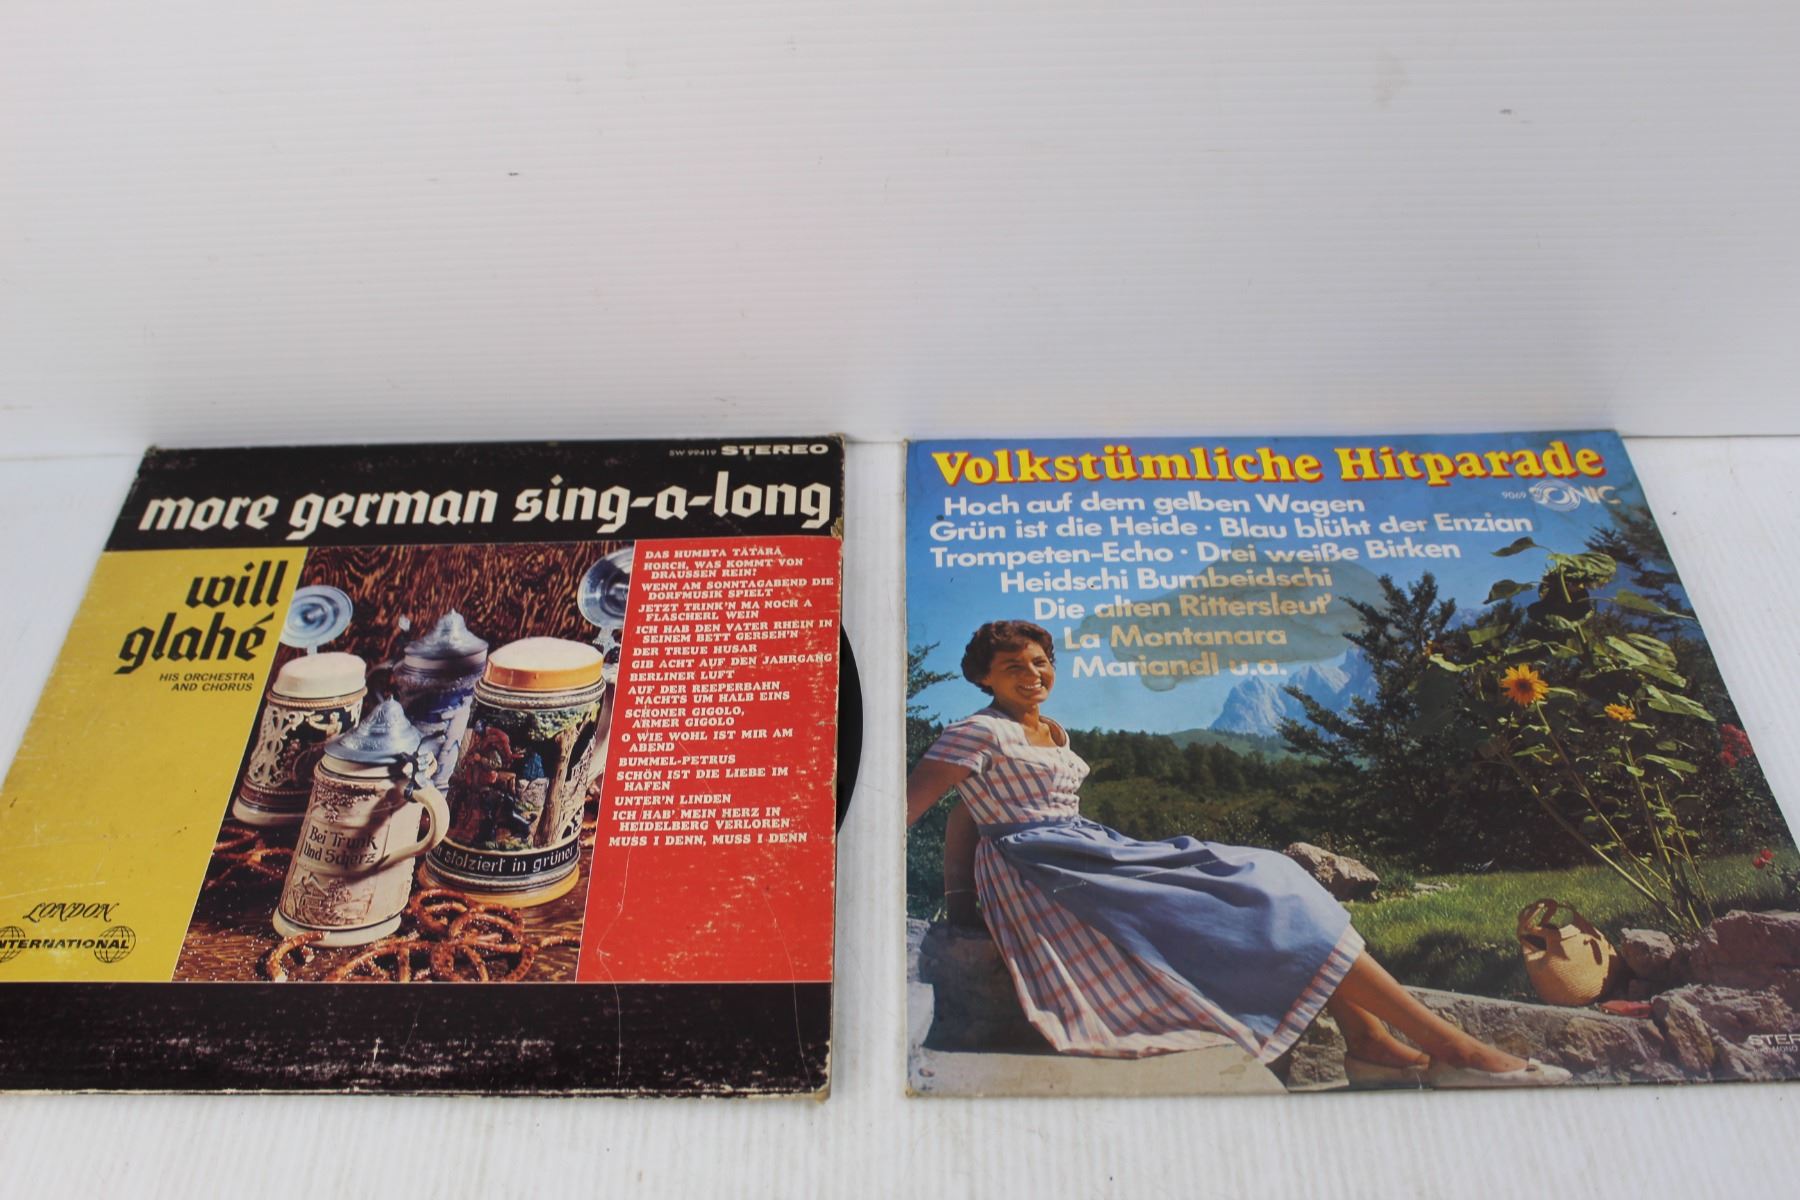 SW 99419 STEREO
more german sing-a-long
will
glahé
HIS ORCHESTRA
AND CHORUS
DAS HUMBTA TÄTÄRÄ
HORCH, WAS KOMMT VON
DRAUSSEN REIN?
WENN AM SONNTAGABEND DIE
DORFMUSIK SPIELT
JETZT TRINK'N MA NOCH A
FLASCHERL WEIN
ICH HAB DEN VATER RHEIN IN
SEINEM BETT GERSEH'N
DER TREUE HUSAR
GIB ACHT AUF DEN JAHRGANG
BERLINER LUFT
AUF DER REEPERBAHN
NACHTS UM HALB EINS
SCHONER GIGOLO,
ARMER GIGOLO
O WIE WOHL IST MIR AM
ABEND
BUMMEL-PETRUS
SCHÖN IST DIE LIEBE IM
HAFEN
UNTER'N LINDEN
ICH HAB' MEIN HERZ IN
HEIDELBERG VERLOREN
MUSS I DENN, MUSS I DENN
Bei Trunk
Und Scherz
stolziert in grüner
LONDON
INTERNATIONAL
Volkstümliche Hitparade
9069 SONIC
Hoch auf dem gelben Wagen
Grün ist die Heide · Blau blüht der Enzian
Trompeten-Echo · Drei weiße Birken
Heidschi Bumbeidschi
Die alten Rittersleut'
La Montanara
Mariandl u.a.
STER
MONO